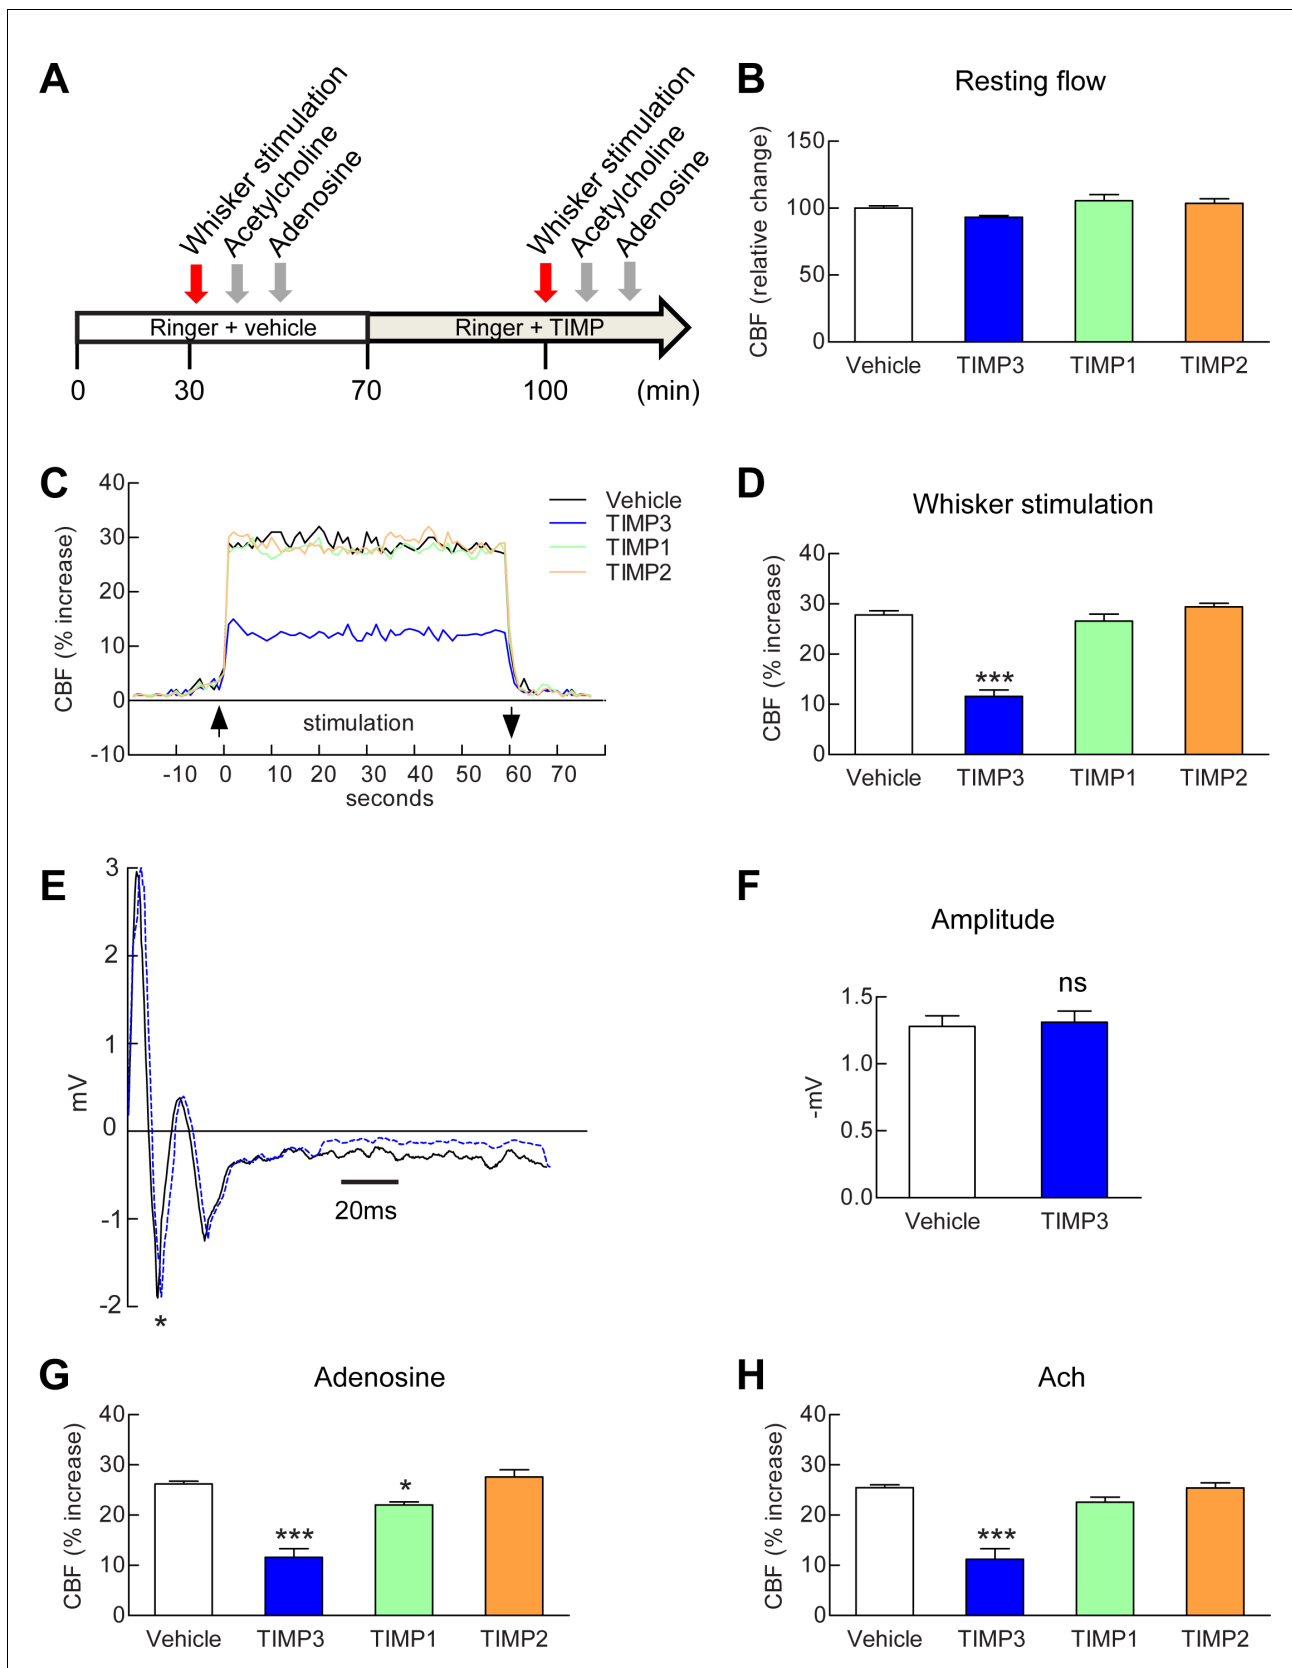 A
Whisker stimulation
Acetylcholine
Adenosine
Whisker stimulation
Acetylcholine
Adenosine
Ringer + vehicle
Ringer + TIMP
0 30 70 100 (min)
B
Resting flow
CBF (relative change)
150
100
50
0
Vehicle TIMP3 TIMP1 TIMP2
C
CBF (% increase)
40
30
20
10
0
-10
Vehicle
TIMP3
TIMP1
TIMP2
stimulation
-10 0 10 20 30 40 50 60 70
seconds
D
Whisker stimulation
CBF (% increase)
40
30
20
10
0
***
Vehicle TIMP3 TIMP1 TIMP2
E
mV
3
2
1
0
-1
-2
20ms
*
F
Amplitude
ns
-mV
1.5
1.0
0.5
0.0
Vehicle TIMP3
G
Adenosine
CBF (% increase)
40
30
20
10
0
***
*
Vehicle TIMP3 TIMP1 TIMP2
H
Ach
CBF (% increase)
40
30
20
10
0
***
Vehicle TIMP3 TIMP1 TIMP2